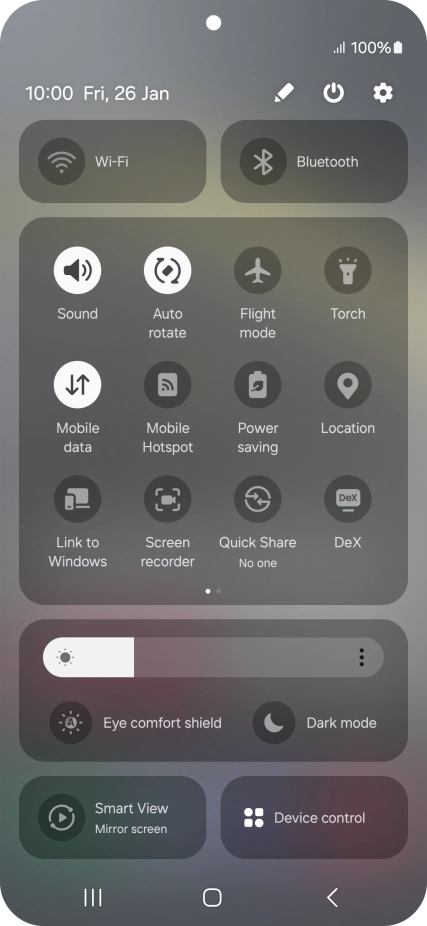 100%
10:00 Fri, 26 Jan
Wi-Fi
Bluetooth
Sound
Auto
rotate
Flight
mode
Torch
Mobile
data
Mobile
Hotspot
Power
saving
Location
Link to
Windows
Screen
recorder
Quick Share
No one
DeX
DeX
A
Eye comfort shield
Dark mode
Smart View
Mirror screen
Device control